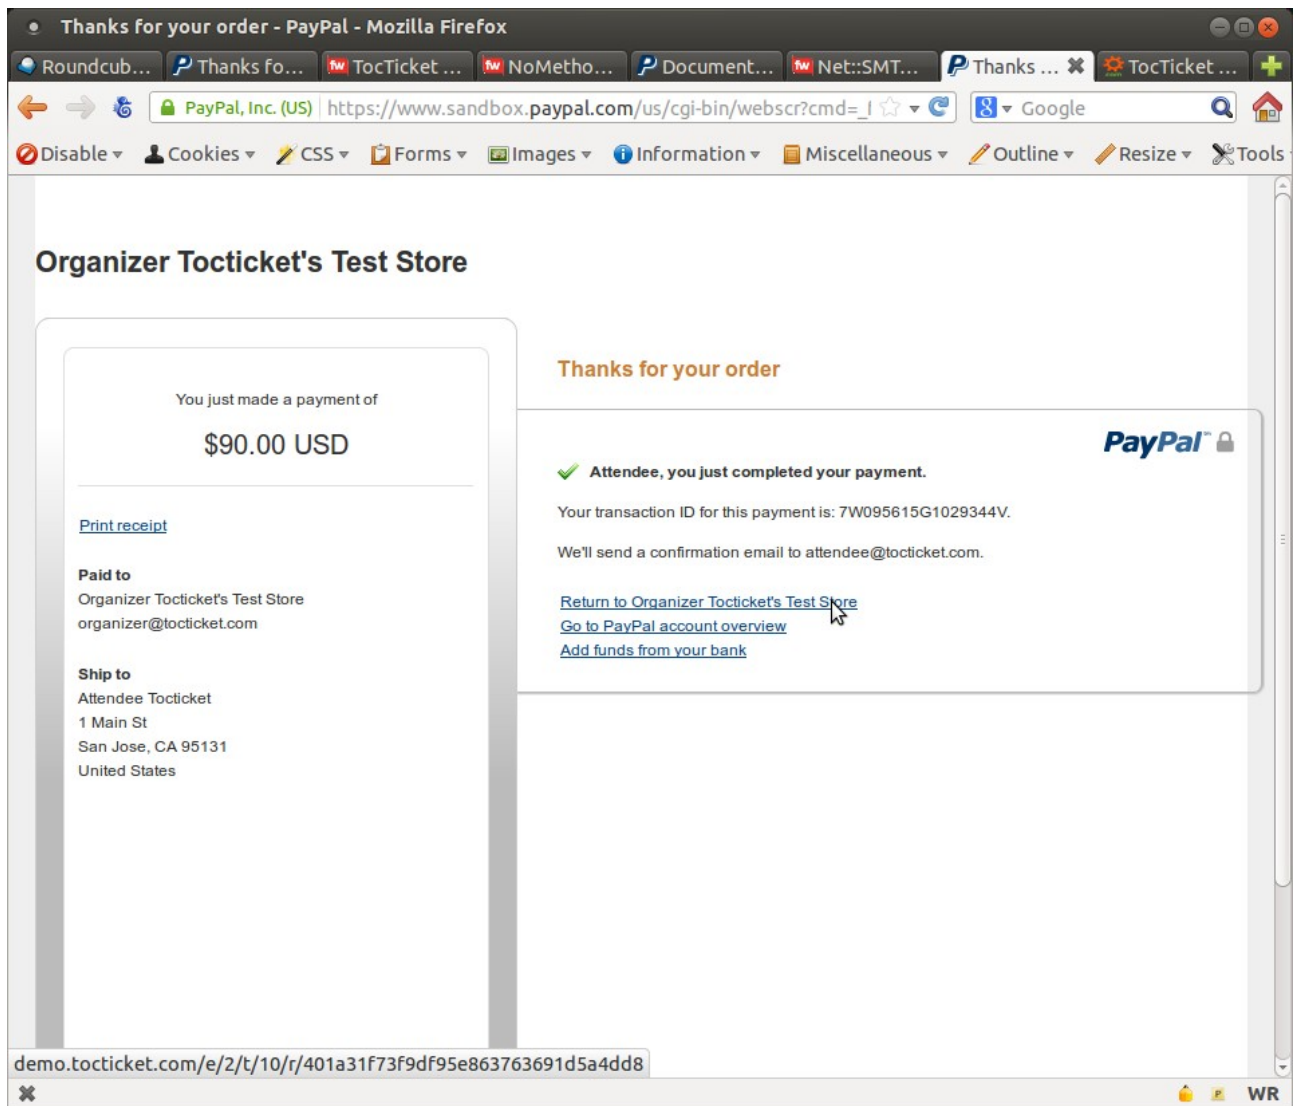 Thanks for your order - PayPal - Mozilla Firefox
Roundcub... Thanks fo... TocTicket ... NoMetho... Document... Net::SMT... Thanks ... TocTicket ...
PayPal, Inc. (US) https://www.sandbox.paypal.com/us/cgi-bin/webscr?cmd=_ Google
Disable Cookies CSS Forms Images Information Miscellaneous Outline Resize Tools
Organizer Tocticket's Test Store
You just made a payment of
$90.00 USD
Print receipt
Paid to
Organizer Tocticket's Test Store
organizer@tocticket.com
Ship to
Attendee Tocticket
1 Main St
San Jose, CA 95131
United States
Thanks for your order
PayPal
Attendee, you just completed your payment.
Your transaction ID for this payment is: 7W095615G1029344V.
We'll send a confirmation email to attendee@tocticket.com.
Return to Organizer Tocticket's Test Store
Go to PayPal account overview
Add funds from your bank
demo.tocticket.com/e/2/t/10/r/401a31f73f9df95e863763691d5a4dd8
WR